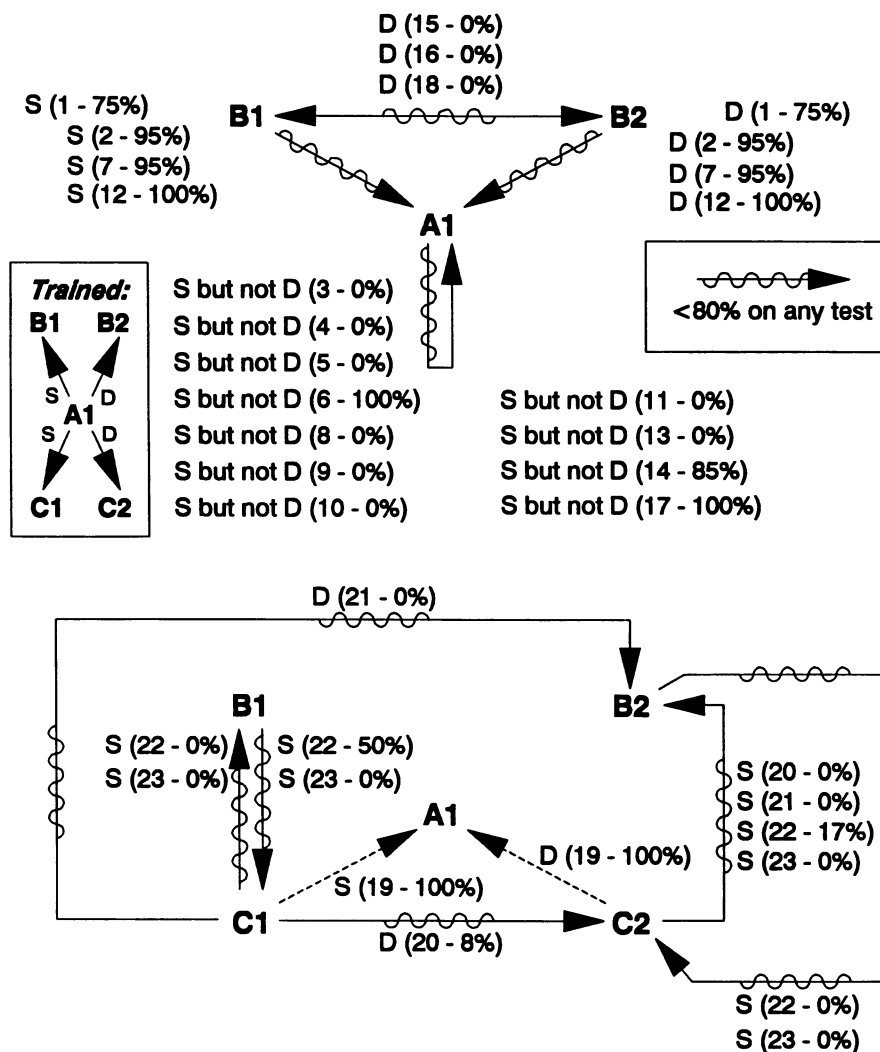 D (15 - 0%)
D (16 - 0%)
D (18 - 0%)
S (1 - 75%)
S (2 - 95%)
S (7 - 95%)
S (12 - 100%)
B1
B2
D (1 - 75%)
D (2 - 95%)
D (7 - 95%)
D (12 - 100%)
A1
<80% on any test
Trained:
B1 B2
S D
A1
S D
C1 C2
S but not D (3 - 0%)
S but not D (4 - 0%)
S but not D (5 - 0%)
S but not D (6 - 100%)
S but not D (8 - 0%)
S but not D (9 - 0%)
S but not D (10 - 0%)
S but not D (11 - 0%)
S but not D (13 - 0%)
S but not D (14 - 85%)
S but not D (17 - 100%)
D (21 - 0%)
B1
B2
S (22 - 0%)
S (23 - 0%)
S (22 - 50%)
S (23 - 0%)
S (20 - 0%)
S (21 - 0%)
S (22 - 17%)
S (23 - 0%)
A1
D (19 - 100%)
S (19 - 100%)
C1
C2
D (20 - 8%)
S (22 - 0%)
S (23 - 0%)